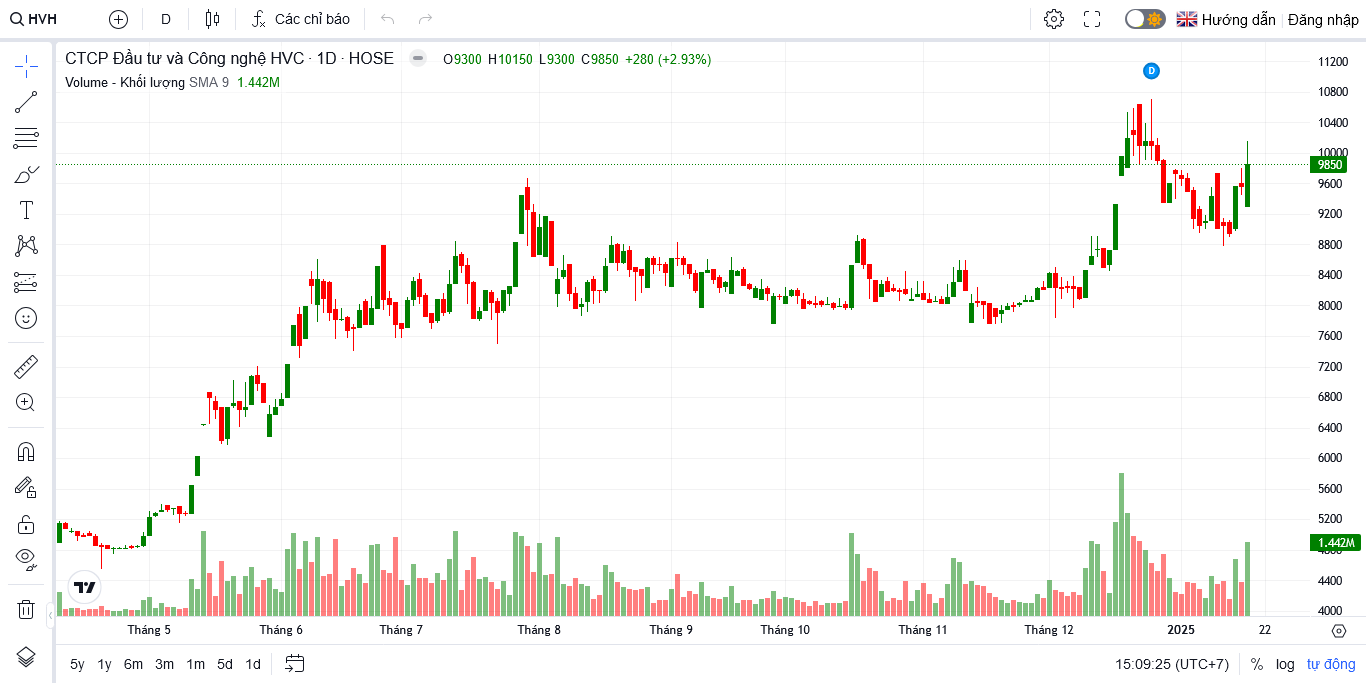 HVH D Các chỉ báo Hướng dẫn Đăng nhập
CTCP Đầu tư và Công nghệ HVC · 1D · HOSE O9300 H10150 L9300 C9850 +280 (+2.93%)
Volume - Khối lượng SMA 9 1.442M
D
11200
10800
10400
10000
9850
9600
9200
8800
8400
8000
7600
7200
6800
6400
6000
5600
5200
1.442M
4400
4000
Tháng 5 Tháng 6 Tháng 7 Tháng 8 Tháng 9 Tháng 10 Tháng 11 Tháng 12 2025 22
5y 1y 6m 3m 1m 5d 1d 15:09:25 (UTC+7) % log tự động